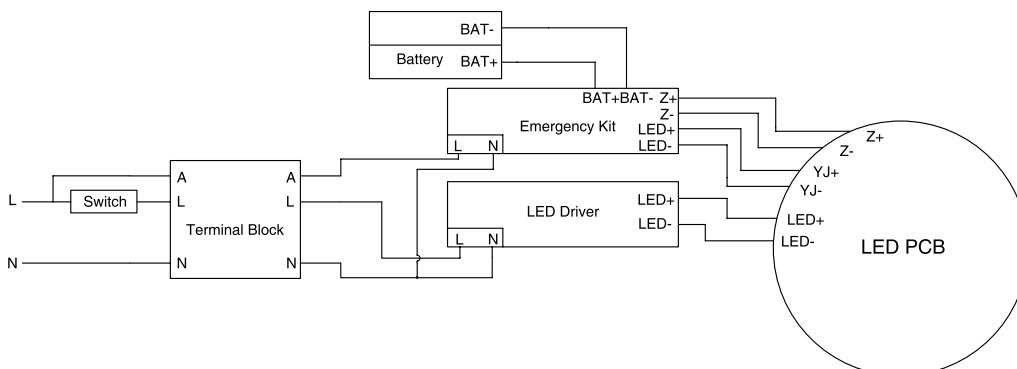 BAT-
Battery BAT+
BAT+BAT- Z+
Z-
Emergency Kit
LED+
LED-
L N
Z+
Z-
YJ+
YJ-
LED+
LED-
LED PCB
LED+
LED Driver
LED-
L N
A A
L Switch L L
Terminal Block
N N N